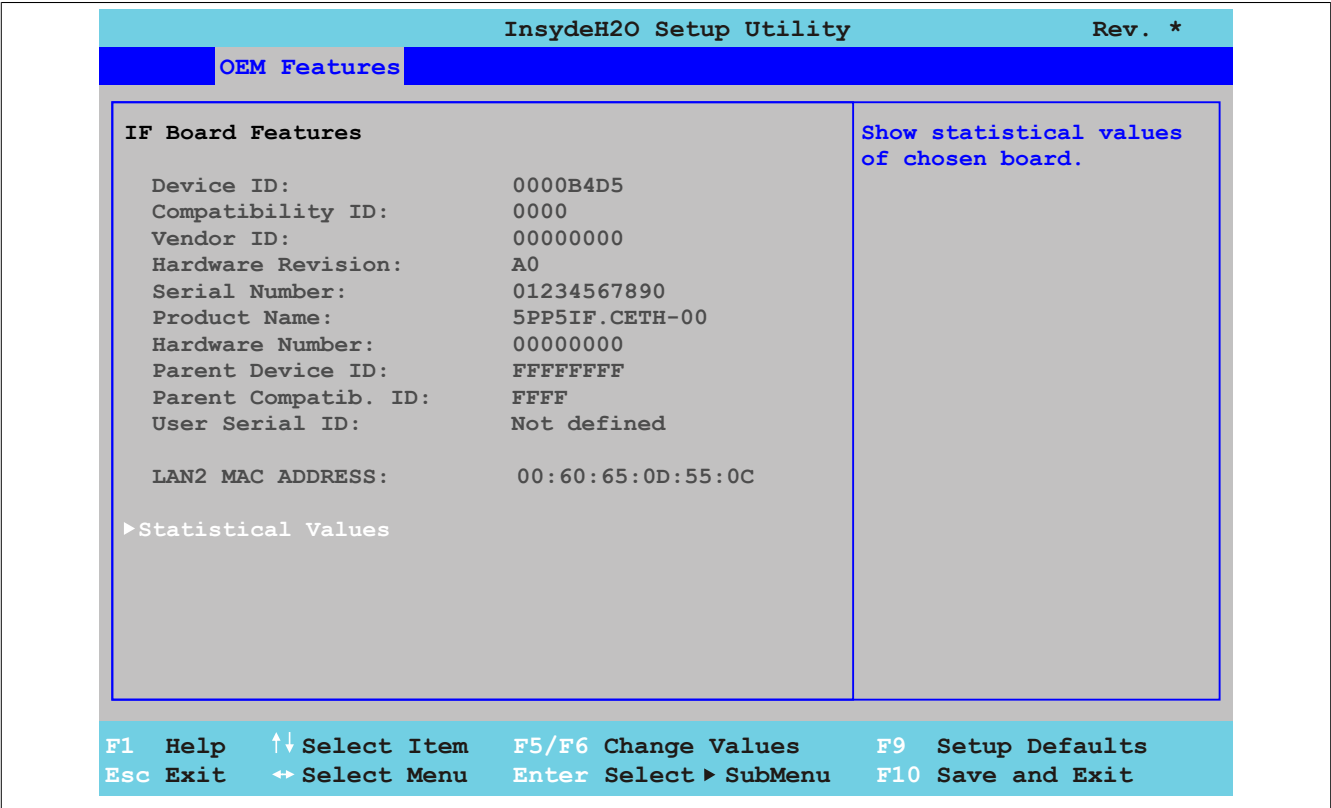 InsydeH2O Setup Utility Rev. *
OEM Features
IF Board Features
Show statistical values
of chosen board.
Device ID: 0000B4D5
Compatibility ID: 0000
Vendor ID: 00000000
Hardware Revision: A0
Serial Number: 01234567890
Product Name: 5PP5IF.CETH-00
Hardware Number: 00000000
Parent Device ID: FFFFFFFF
Parent Compatib. ID: FFFF
User Serial ID: Not defined
LAN2 MAC ADDRESS: 00:60:65:0D:55:0C
▶Statistical Values
F1 Help ↑↓ Select Item F5/F6 Change Values F9 Setup Defaults
Esc Exit ↔ Select Menu Enter Select ▶ SubMenu F10 Save and Exit